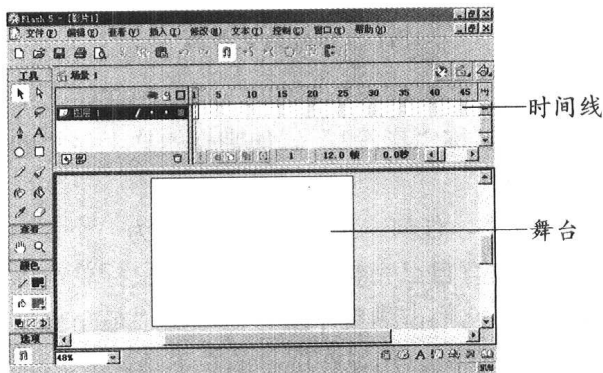 Flash 5 - [影片1]
文件(F) 编辑(E) 查看(V) 插入(I) 修改(M) 文本(T) 控制(C) 窗口(W) 帮助(H)
工具 场景 1
1 5 10 15 20 25 30 35 40 45
图层 1
时间线
1 12.0 帧 0.0秒
舞台
查看
颜色
选项
48%